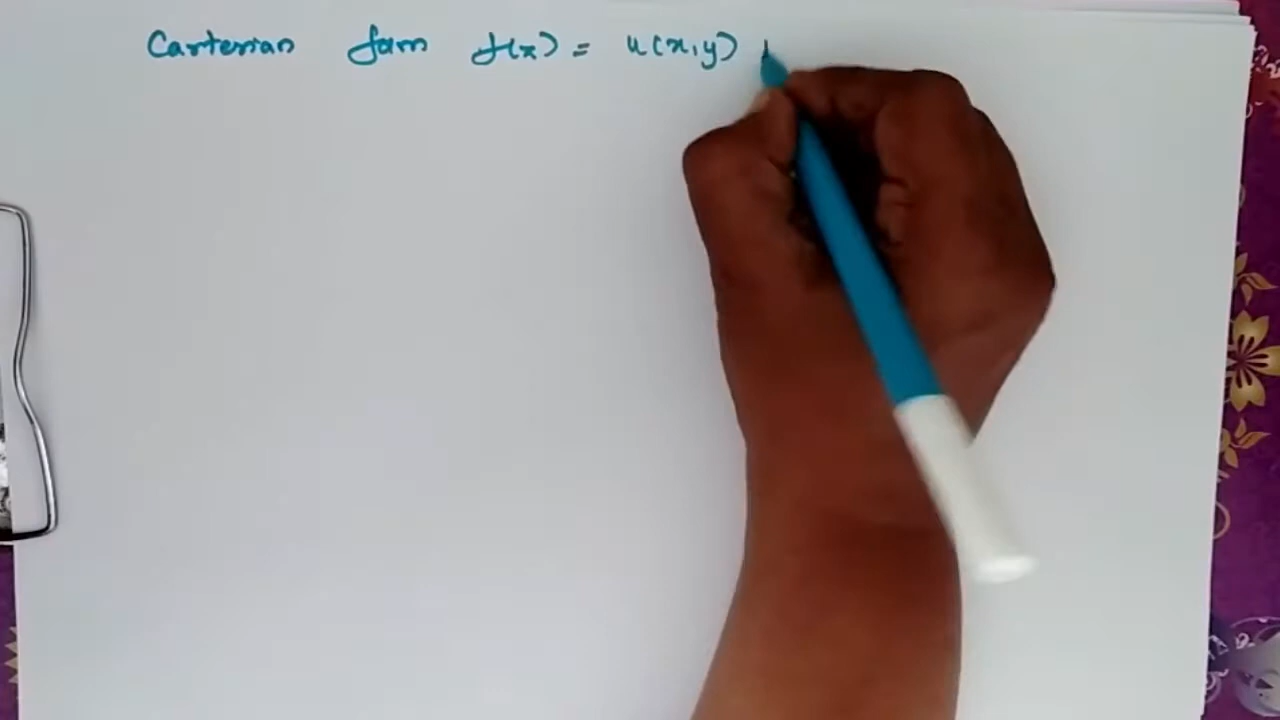 Cartesian form f(z) = u(x,y)